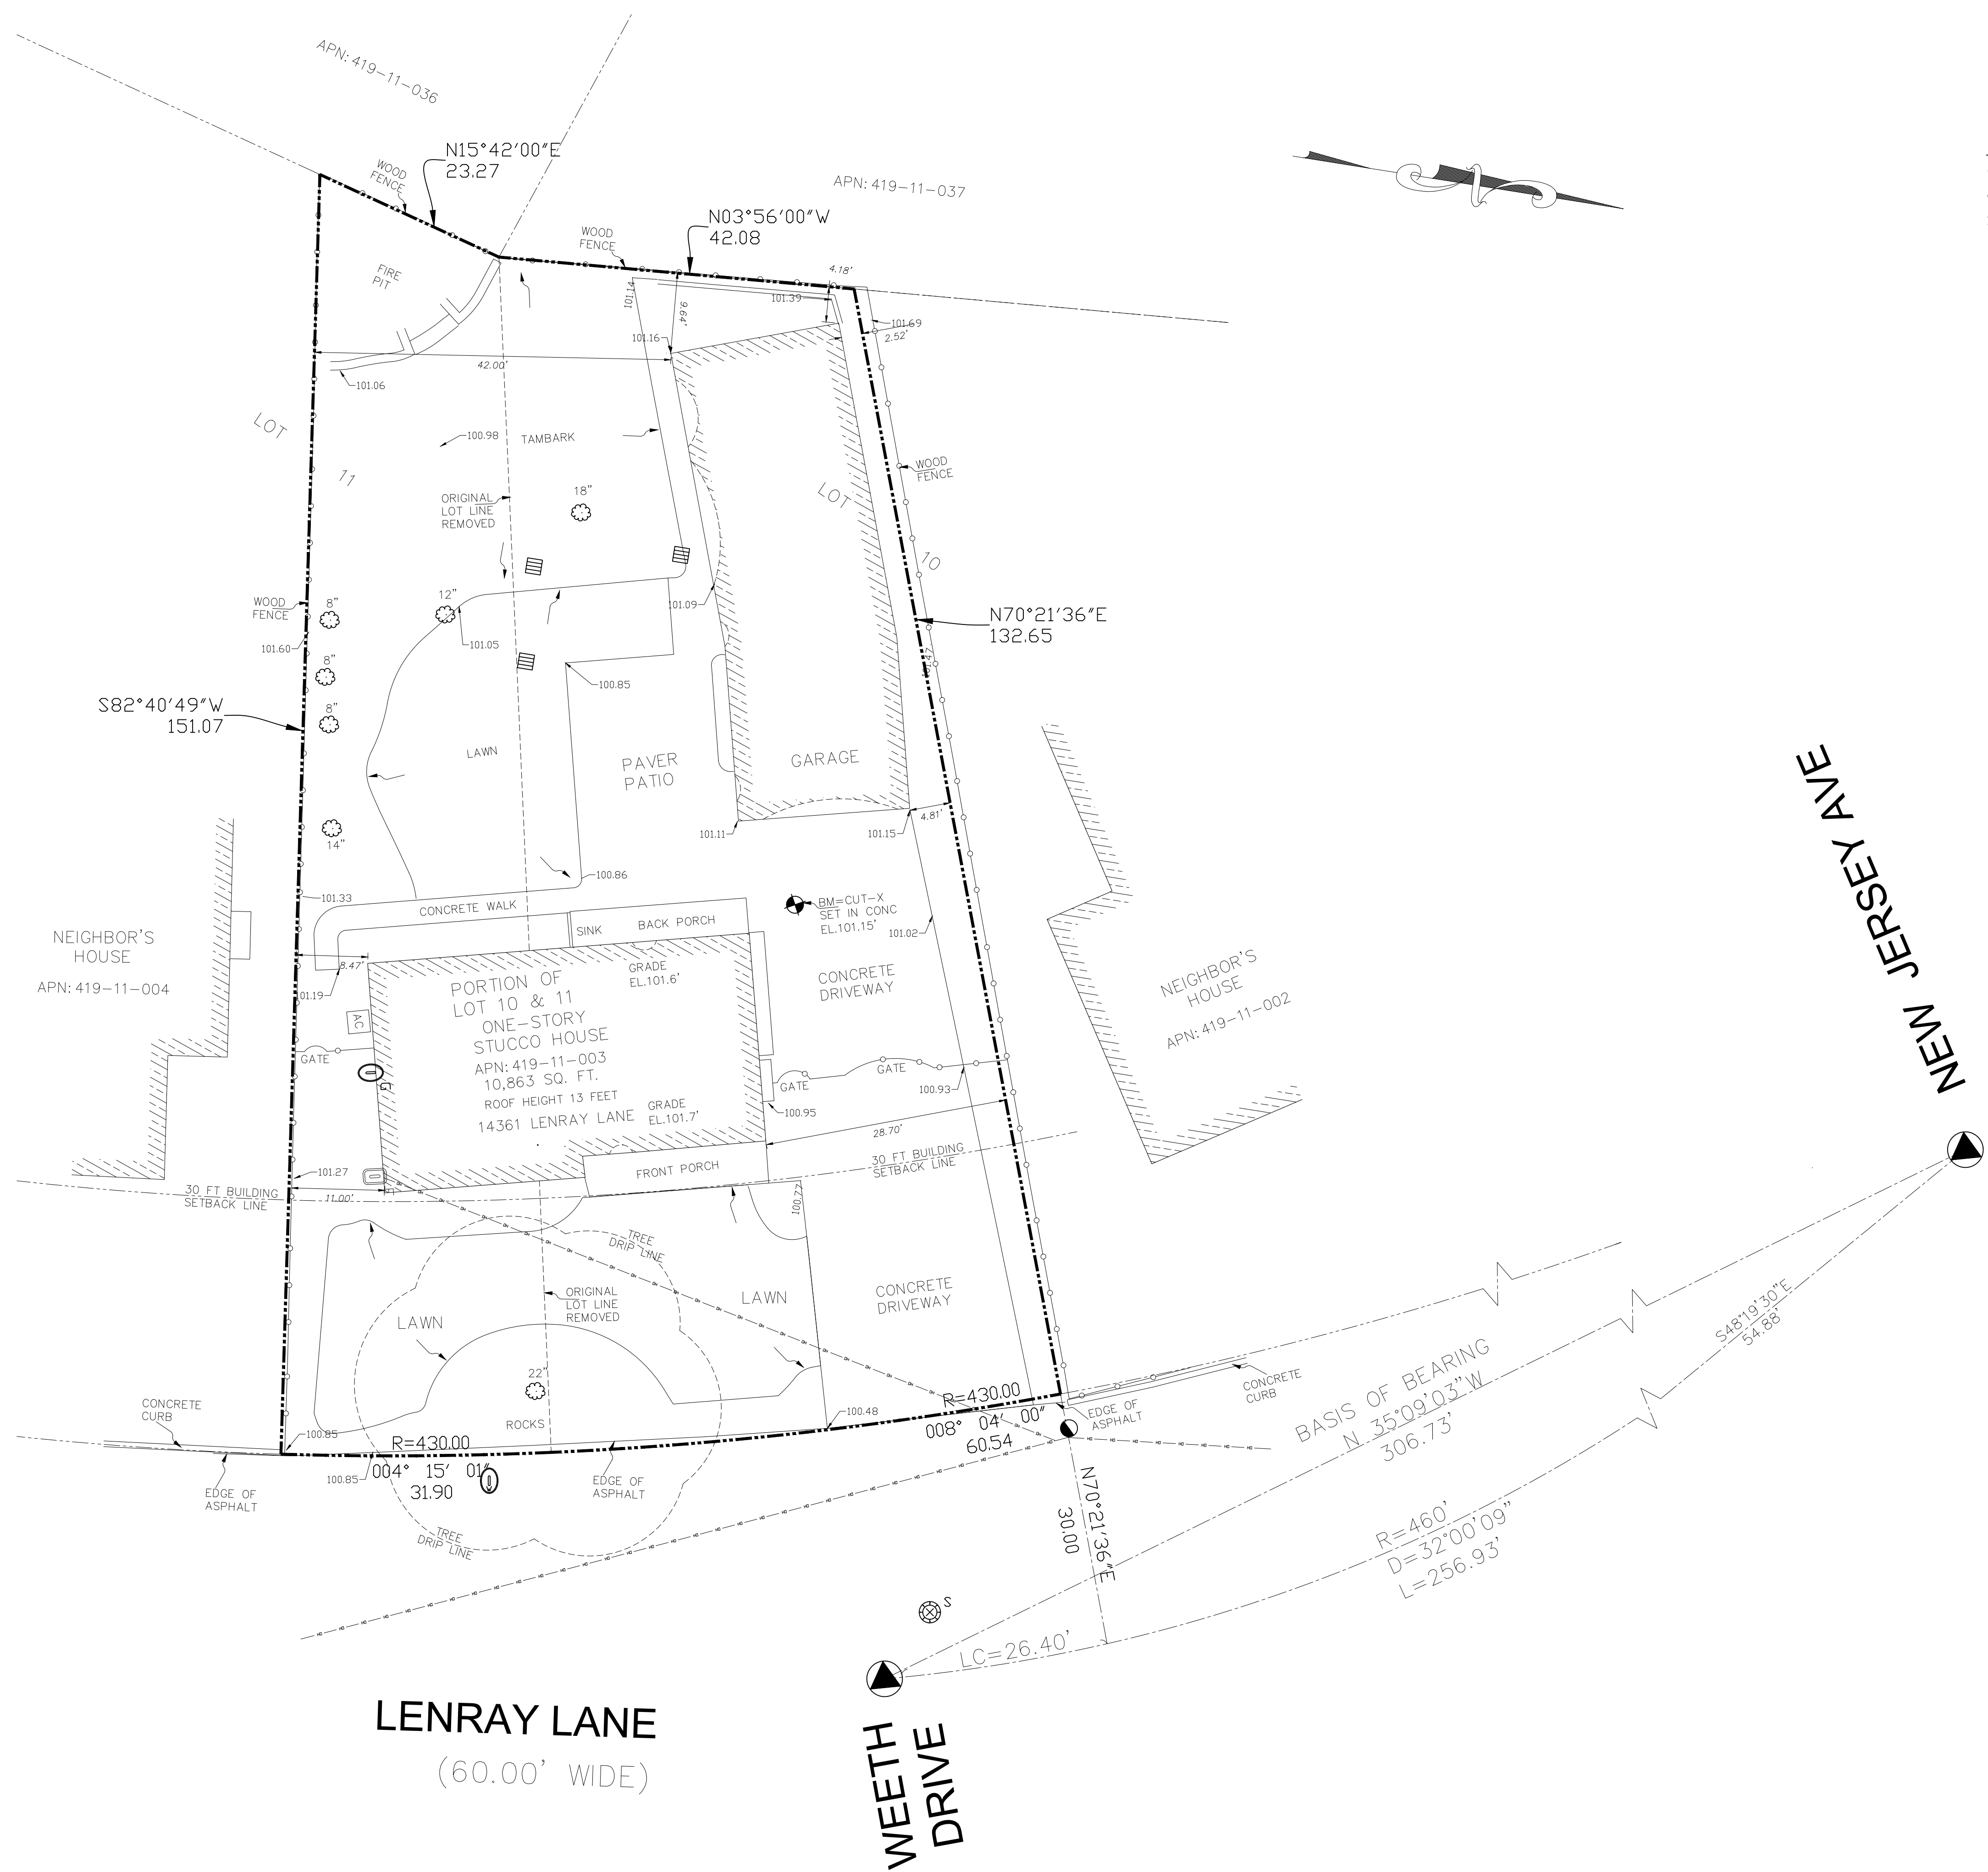 APN: 419-11-036
N15°42'00"E
23.27
WOOD
FENCE
APN: 419-11-037
N03°56'00"W
42.08
WOOD
FENCE
FIRE
PIT
4.18'
101.14
101.39
9.64'
101.16
101.69
2.52'
42.00'
101.06
LOT
11
100.98
TAMBARK
ORIGINAL
LOT LINE
REMOVED
18"
LOT
10
WOOD
FENCE
WOOD
FENCE
8"
12"
101.09
101.05
101.60
8"
100.85
N70°21'36"E
132.65
S82°40'49"W
151.07
8"
LAWN
PAVER
PATIO
GARAGE
14"
101.11
101.15
4.81'
100.86
101.33
CONCRETE WALK
SINK
BACK PORCH
BM=CUT-X
SET IN CONC
EL.101.15'
101.02
NEIGHBOR'S
HOUSE
APN: 419-11-004
8.47'
101.19
AC
GATE
G
PORTION OF
LOT 10 & 11
ONE-STORY
STUCCO HOUSE
APN: 419-11-003
10,863 SQ. FT.
ROOF HEIGHT 13 FEET
14361 LENRAY LANE
GRADE
EL.101.6'
GRADE
EL.101.7'
CONCRETE
DRIVEWAY
GATE
GATE
100.93
100.95
28.70'
NEIGHBOR'S
HOUSE
APN: 419-11-002
NEW JERSEY AVE
101.27
30 FT BUILDING
SETBACK LINE
11.00'
FRONT PORCH
30 FT BUILDING
SETBACK LINE
100.77
TREE
DRIP LINE
ORIGINAL
LOT LINE
REMOVED
LAWN
LAWN
CONCRETE
DRIVEWAY
22"
ROCKS
CONCRETE
CURB
100.85
EDGE OF
ASPHALT
100.85
R=430.00
004° 15' 01"
31.90
EDGE OF
ASPHALT
100.48
R=430.00
008° 04' 00"
60.54
EDGE OF
ASPHALT
CONCRETE
CURB
TREE
DRIP LINE
N70°21'36"E
30.00
BASIS OF BEARING
N 35°09'03" W
306.73'
S48°19'30"E
54.88'
R=460'
D=32°00'09"
L=256.93'
S
LC=26.40'
LENRAY LANE
(60.00' WIDE)
WEETH
DRIVE